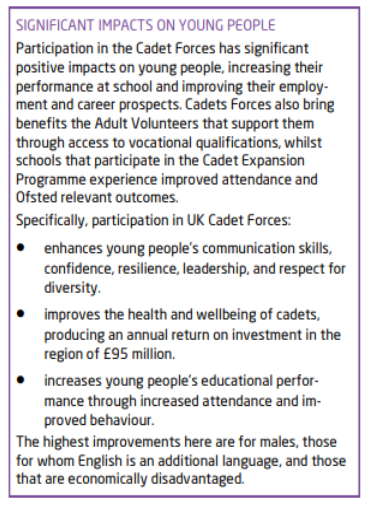 SIGNIFICANT IMPACTS ON YOUNG PEOPLE
Participation in the Cadet Forces has significant
positive impacts on young people, increasing their
performance at school and improving their employ-
ment and career prospects. Cadets Forces also bring
benefits the Adult Volunteers that support them
through access to vocational qualifications, whilst
schools that participate in the Cadet Expansion
Programme experience improved attendance and
Ofsted relevant outcomes.
Specifically, participation in UK Cadet Forces:
• enhances young people's communication skills,
confidence, resilience, leadership, and respect for
diversity.
• improves the health and wellbeing of cadets,
producing an annual return on investment in the
region of £95 million.
• increases young people's educational perfor-
mance through increased attendance and im-
proved behaviour.
The highest improvements here are for males, those
for whom English is an additional language, and those
that are economically disadvantaged.